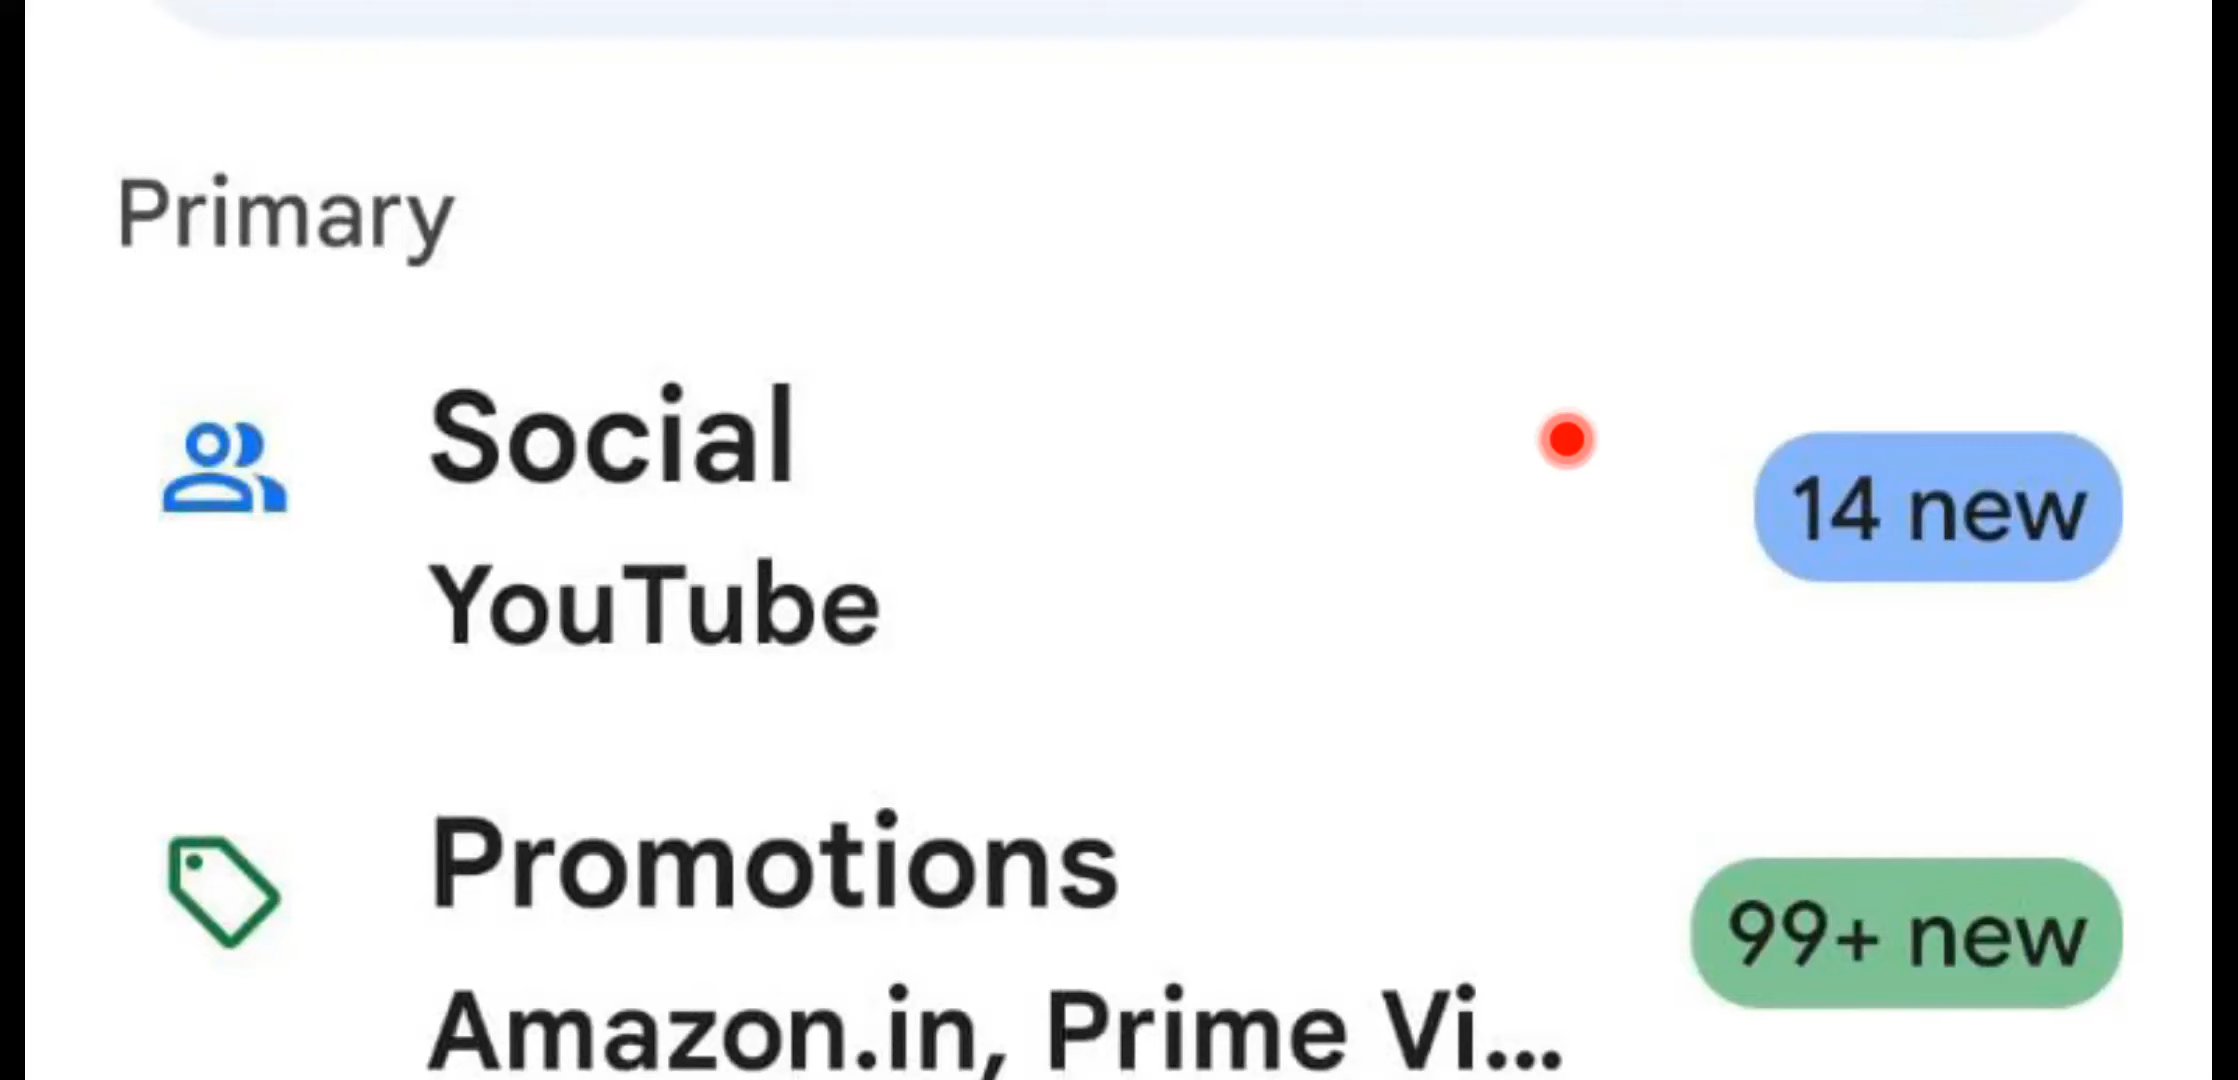 Primary
Social
14 new
YouTube
Promotions
99+ new
Amazon.in, Prime Vi...